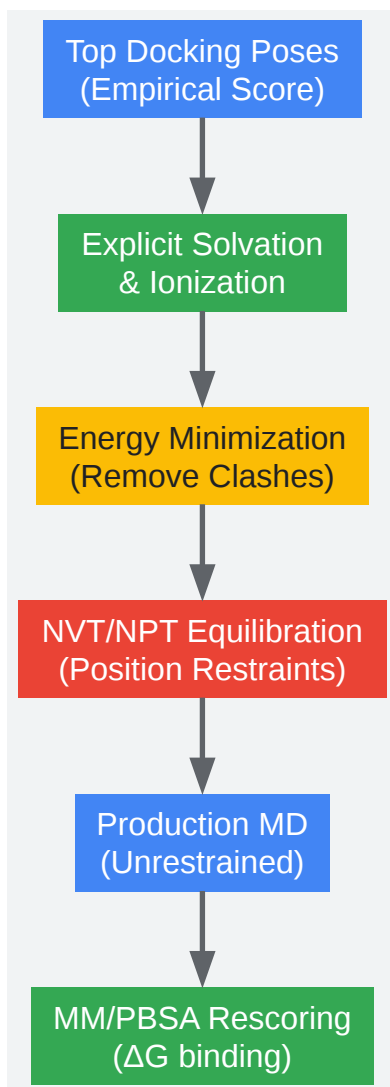 Top Docking Poses
(Empirical Score)
Explicit Solvation
& Ionization
Energy Minimization
(Remove Clashes)
NVT/NPT Equilibration
(Position Restraints)
Production MD
(Unrestrained)
MM/PBSA Rescoring
(ΔG binding)